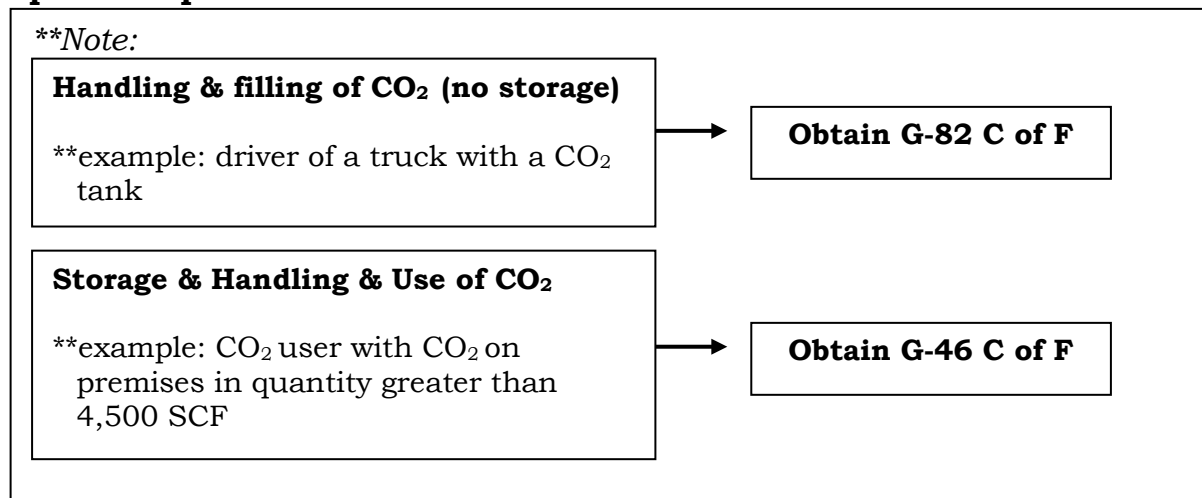 **Note:
Handling & filling of CO₂ (no storage)
**example: driver of a truck with a CO₂
tank
Obtain G-82 C of F
Storage & Handling & Use of CO₂
**example: CO₂ user with CO₂ on
premises in quantity greater than
4,500 SCF
Obtain G-46 C of F